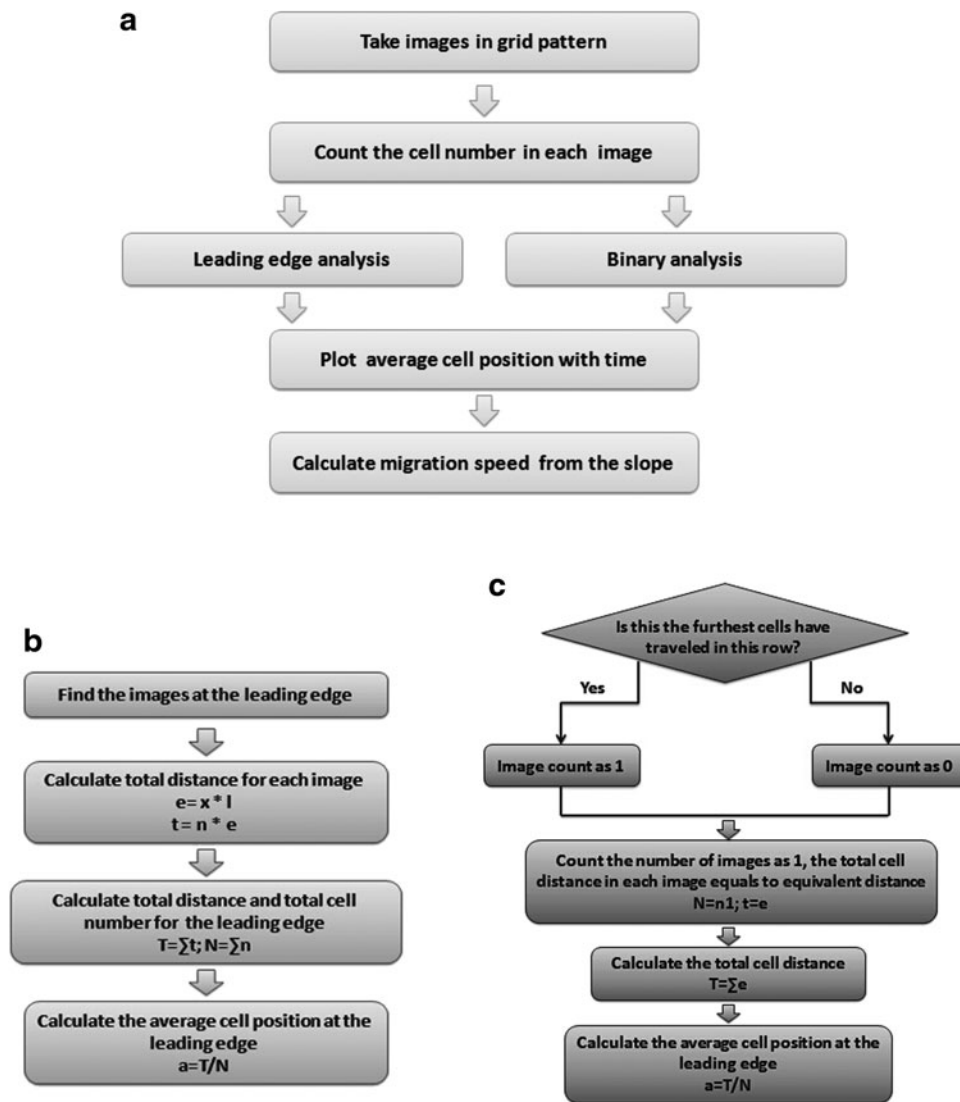 a
Take images in grid pattern
Count the cell number in each image
Leading edge analysis
Binary analysis
Plot average cell position with time
Calculate migration speed from the slope
b
Find the images at the leading edge
Calculate total distance for each image
e= x * l
t= n * e
Calculate total distance and total cell
number for the leading edge
T=∑t; N=∑n
Calculate the average cell position at the
leading edge
a=T/N
c
Is this the furthest cells have
traveled in this row?
Yes
No
Image count as 1
Image count as 0
Count the number of images as 1, the total cell
distance in each image equals to equivalent distance
N=n1; t=e
Calculate the total cell distance
T=∑e
Calculate the average cell position at the
leading edge
a=T/N